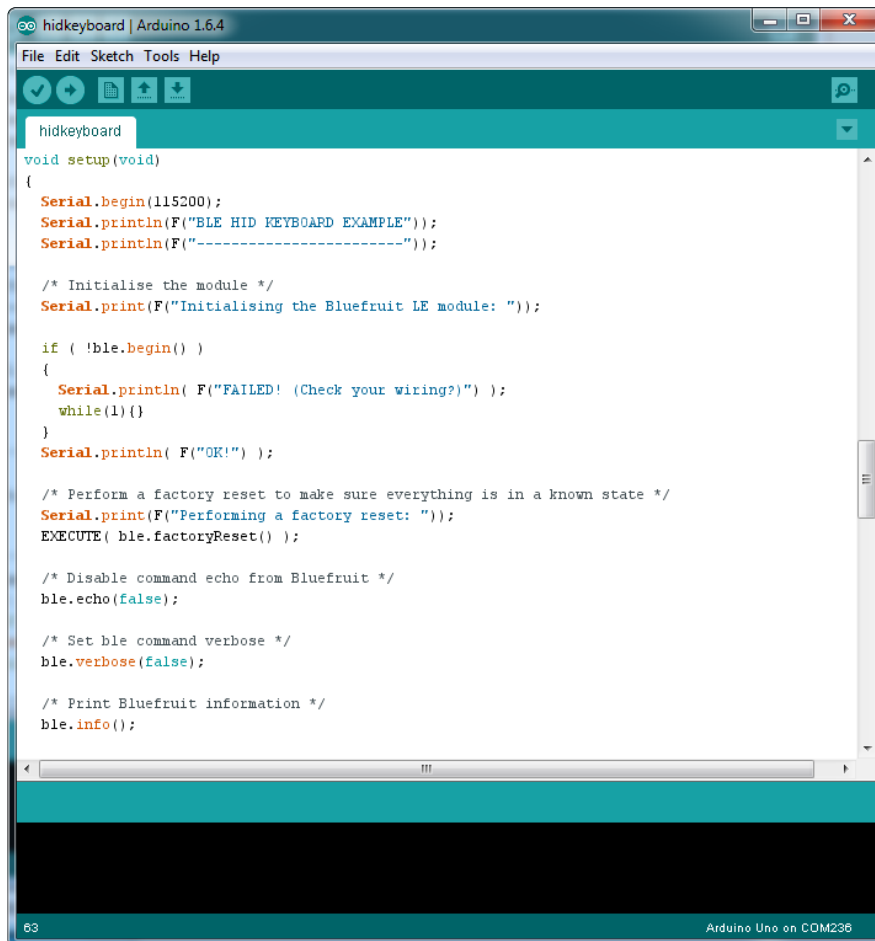 hidkeyboard | Arduino 1.6.4
File Edit Sketch Tools Help
hidkeyboard
void setup(void)
{
  Serial.begin(115200);
  Serial.println(F("BLE HID KEYBOARD EXAMPLE"));
  Serial.println(F("------------------------"));

  /* Initialise the module */
  Serial.print(F("Initialising the Bluefruit LE module: "));

  if ( !ble.begin() )
  {
    Serial.println( F("FAILED! (Check your wiring?)") );
    while(1){}
  }
  Serial.println( F("OK!") );

  /* Perform a factory reset to make sure everything is in a known state */
  Serial.print(F("Performing a factory reset: "));
  EXECUTE( ble.factoryReset() );

  /* Disable command echo from Bluefruit */
  ble.echo(false);

  /* Set ble command verbose */
  ble.verbose(false);

  /* Print Bluefruit information */
  ble.info();
63
Arduino Uno on COM236